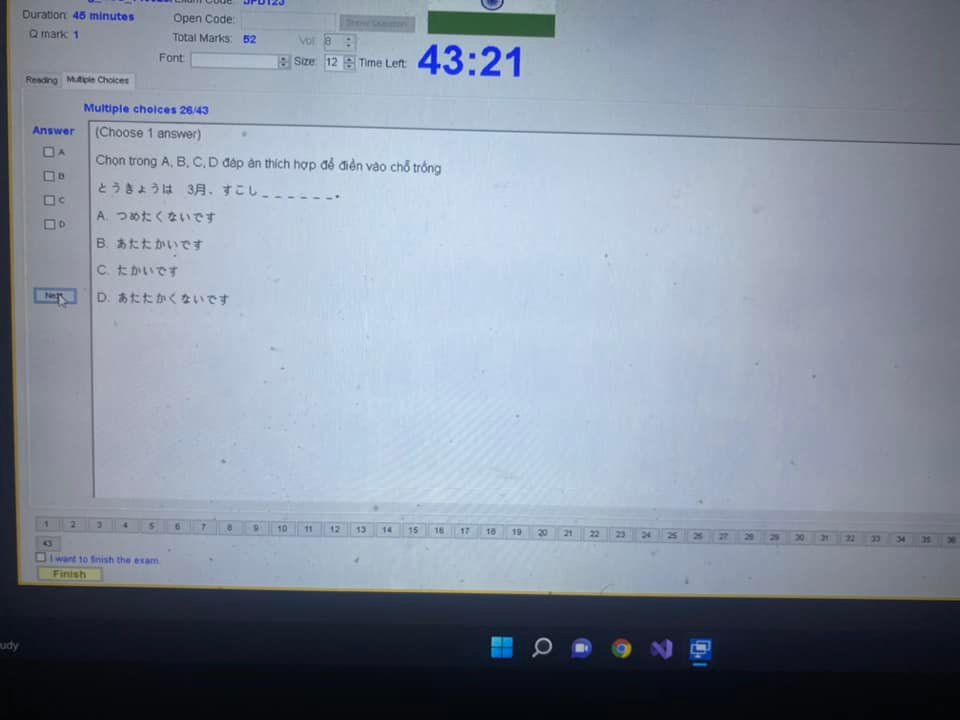 Exam Code: JPD123
Duration: 45 minutes
Open Code:
Show Question
Q mark: 1
Total Marks: 52
Vol: 8
Font:
Size: 12
Time Left: 43:21
Reading
Multiple Choices
Multiple choices 26/43
Answer
(Choose 1 answer)
A
Chọn trong A, B, C, D đáp án thích hợp để điền vào chỗ trống
B
とうきょうは 3月、すこし_ _ _ _ _ _。
C
A. つめたくないです
D
B. あたたかいです
C. たかいです
Next
D. あたたかくないです
1 2 3 4 5 6 7 8 9 10 11 12 13 14 15 16 17 18 19 20 21 22 23 24 25 26 27 28 29 30 31 32 33 34 35 36
43
I want to finish the exam.
Finish
udy